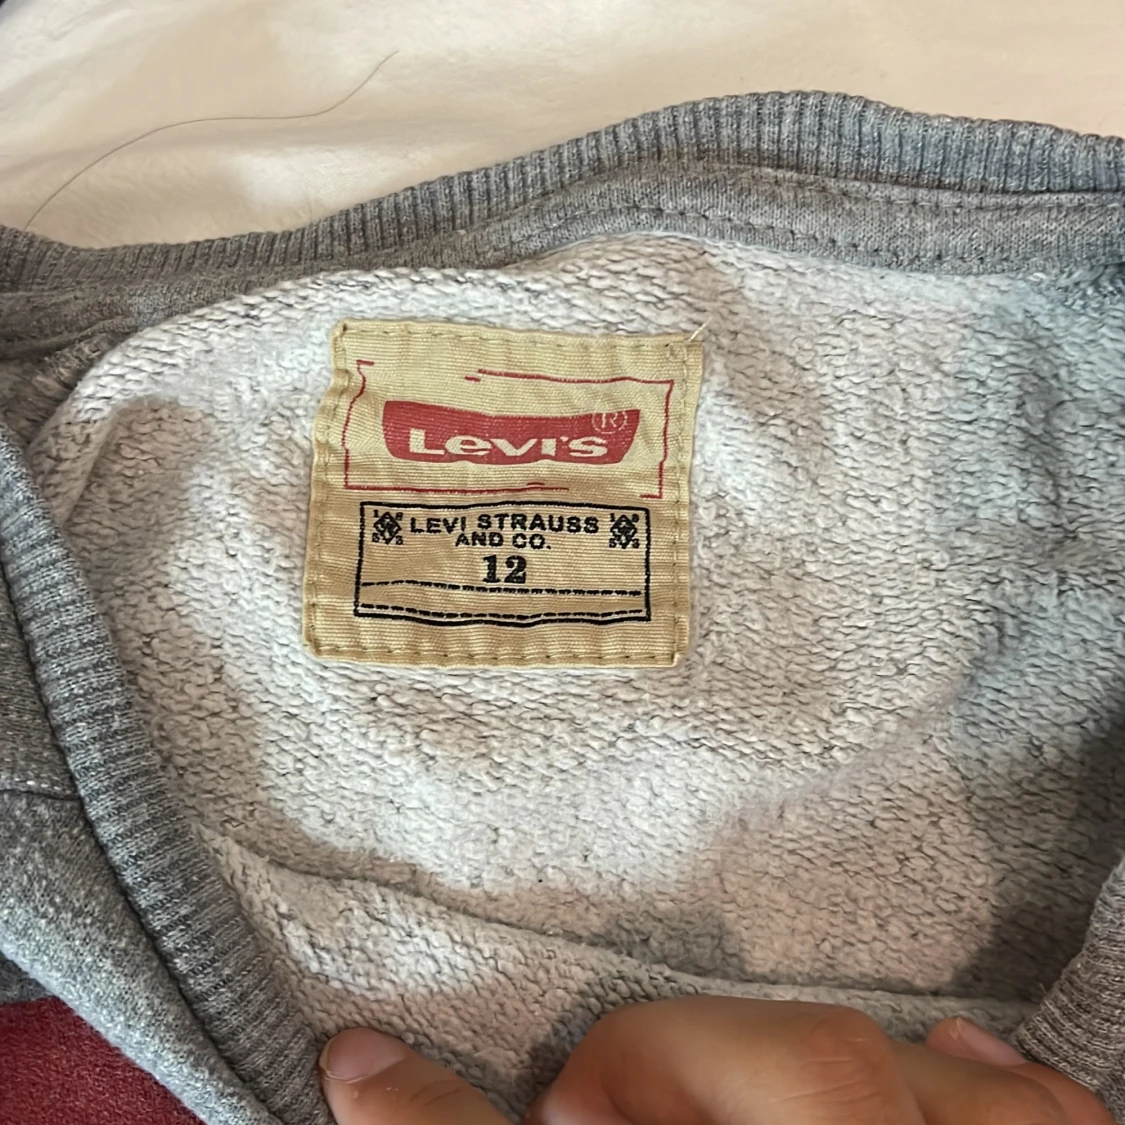 Levi's®
LEVI STRAUSS
AND CO.
12